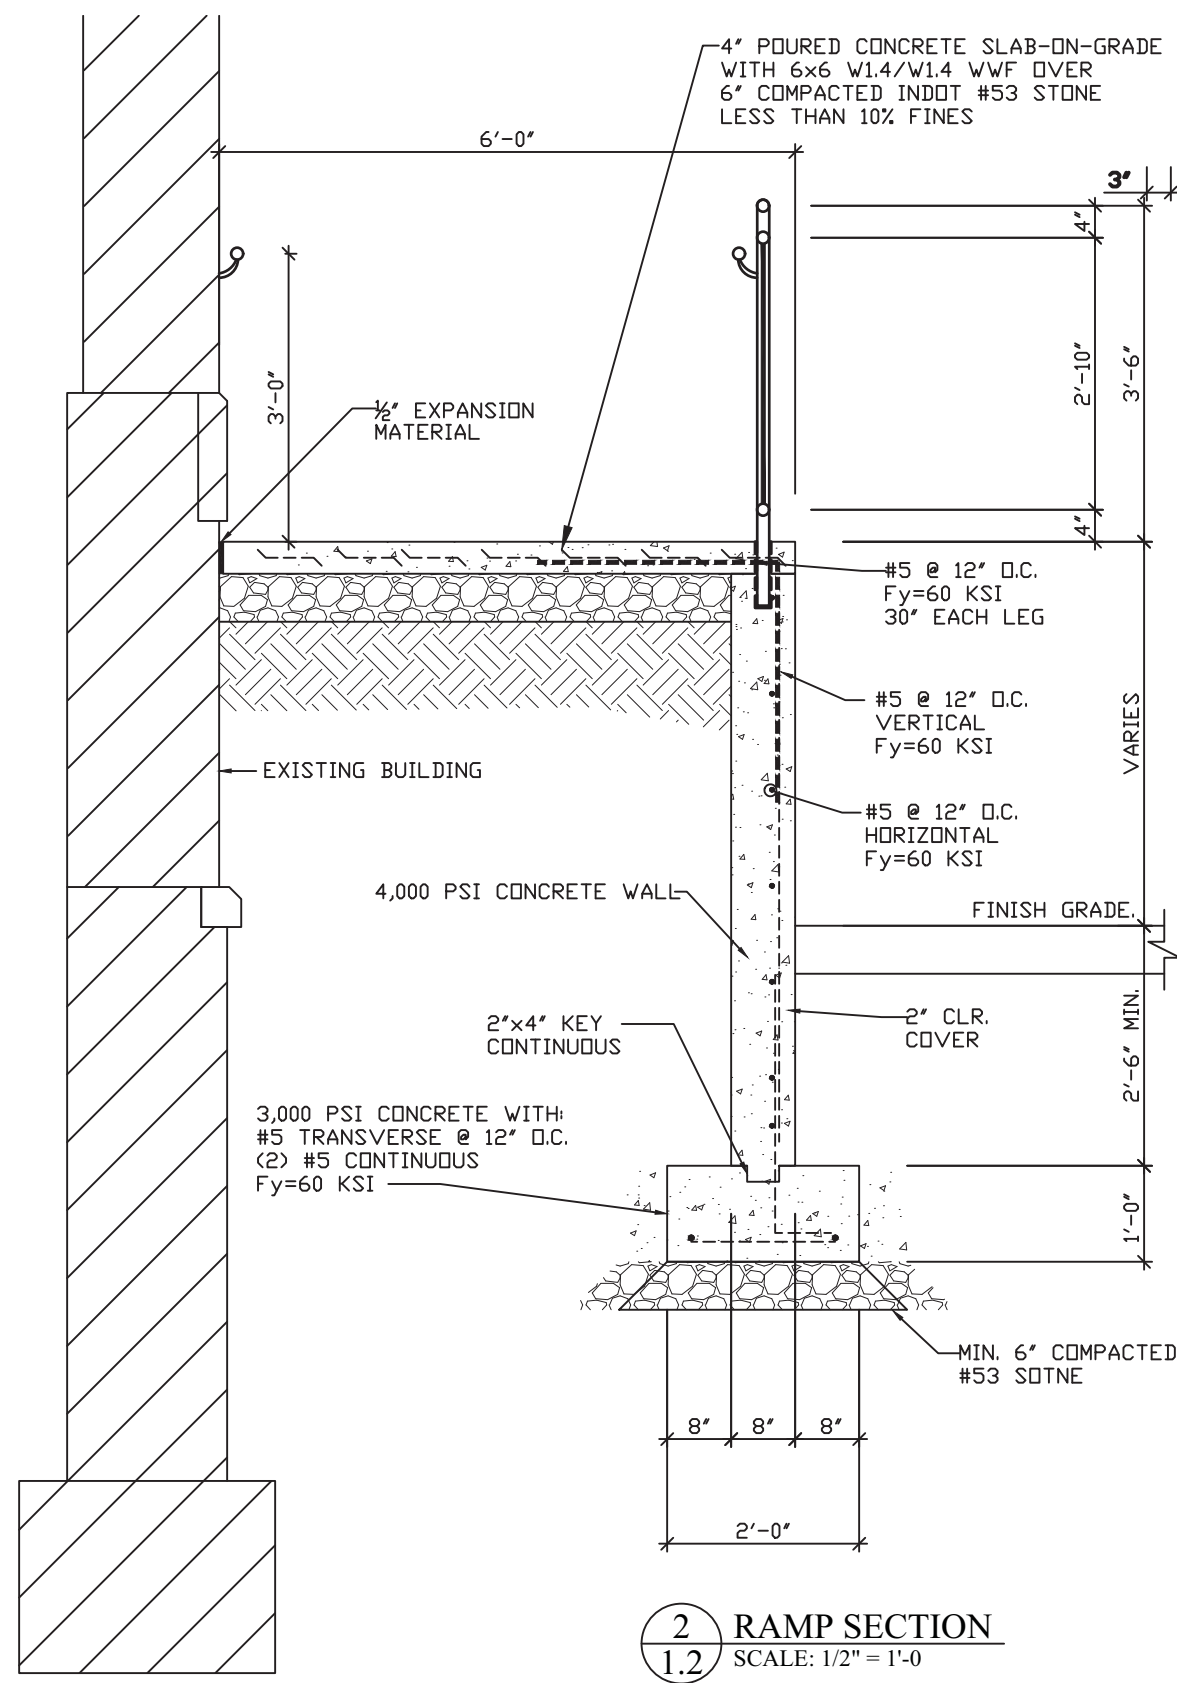 4" POURED CONCRETE SLAB-ON-GRADE
WITH 6x6 W1.4/W1.4 WWF OVER
6" COMPACTED INDOT #53 STONE
LESS THAN 10% FINES
6'-0"
3"
4"
2'-10"
3'-6"
4"
3'-0"
½" EXPANSION
MATERIAL
#5 @ 12" O.C.
Fy=60 KSI
30" EACH LEG
#5 @ 12" O.C.
VERTICAL
Fy=60 KSI
VARIES
EXISTING BUILDING
#5 @ 12" O.C.
HORIZONTAL
Fy=60 KSI
4,000 PSI CONCRETE WALL
FINISH GRADE.
2"x4" KEY
CONTINUOUS
2" CLR.
COVER
2'-6" MIN.
3,000 PSI CONCRETE WITH:
#5 TRANSVERSE @ 12" O.C.
(2) #5 CONTINUOUS
Fy=60 KSI
1'-0"
MIN. 6" COMPACTED
#53 SOTNE
8" 8" 8"
2'-0"
2
1.2
RAMP SECTION
SCALE: 1/2" = 1'-0